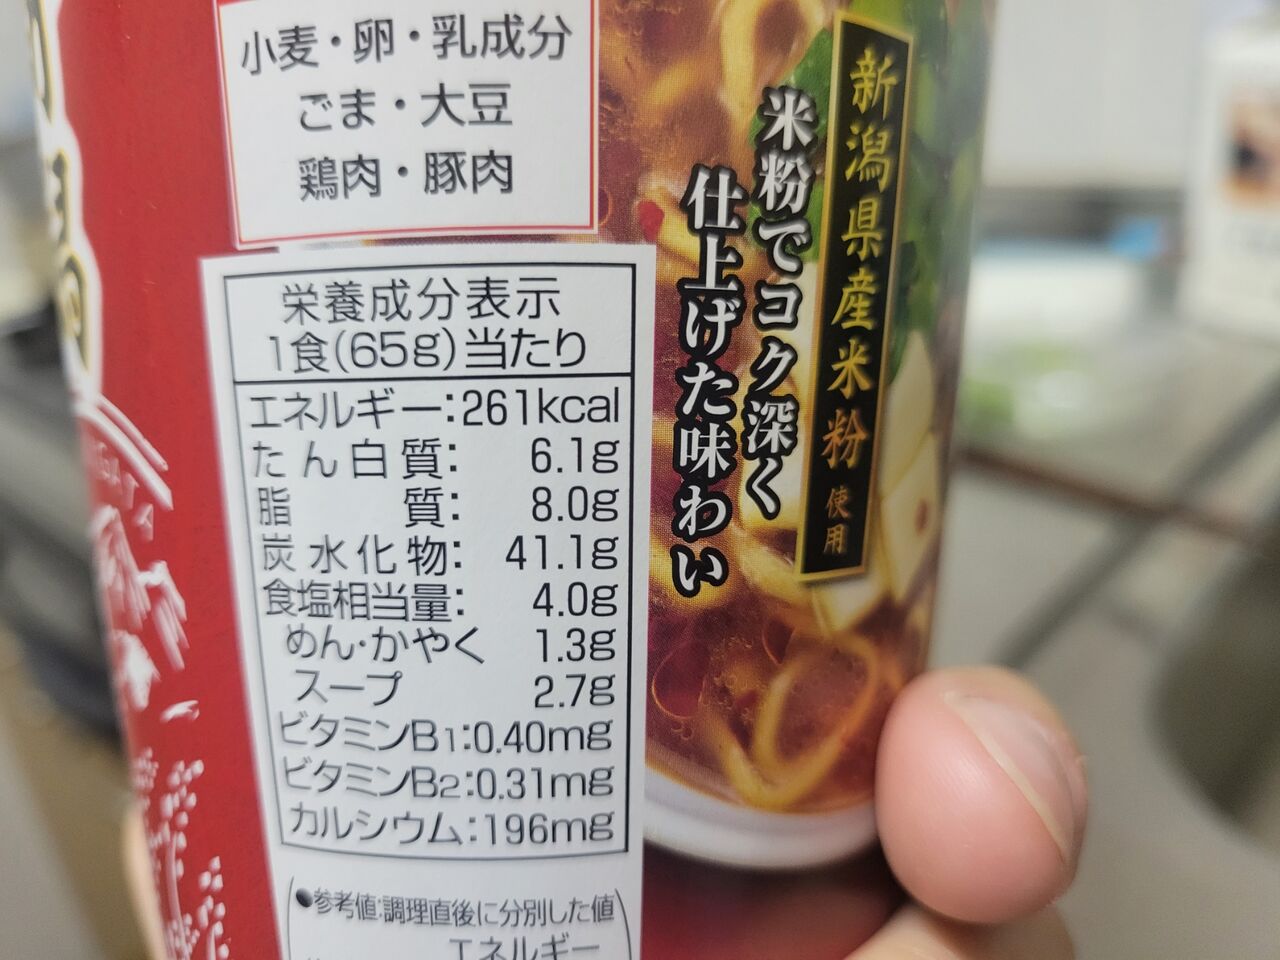 小麦・卵・乳成分
ごま・大豆
鶏肉・豚肉
新潟県産米粉使用
米粉でコク深く
仕上げた味わい
栄養成分表示
1食(65g)当たり
エネルギー:261kcal
たん白質: 6.1g
脂質: 8.0g
炭水化物: 41.1g
食塩相当量: 4.0g
めん・かやく 1.3g
スープ 2.7g
ビタミンB1:0.40mg
ビタミンB2:0.31mg
カルシウム:196mg
●参考値:調理直後に分別した値
エネルギー